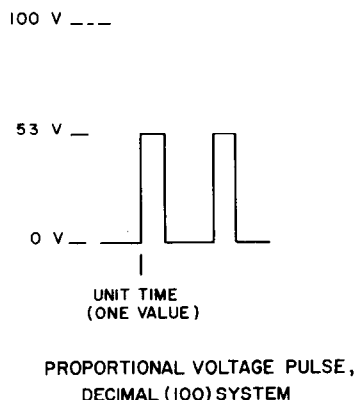 100 V
53 V
0 V
UNIT TIME
(ONE VALUE)
PROPORTIONAL VOLTAGE PULSE,
DECIMAL (100) SYSTEM